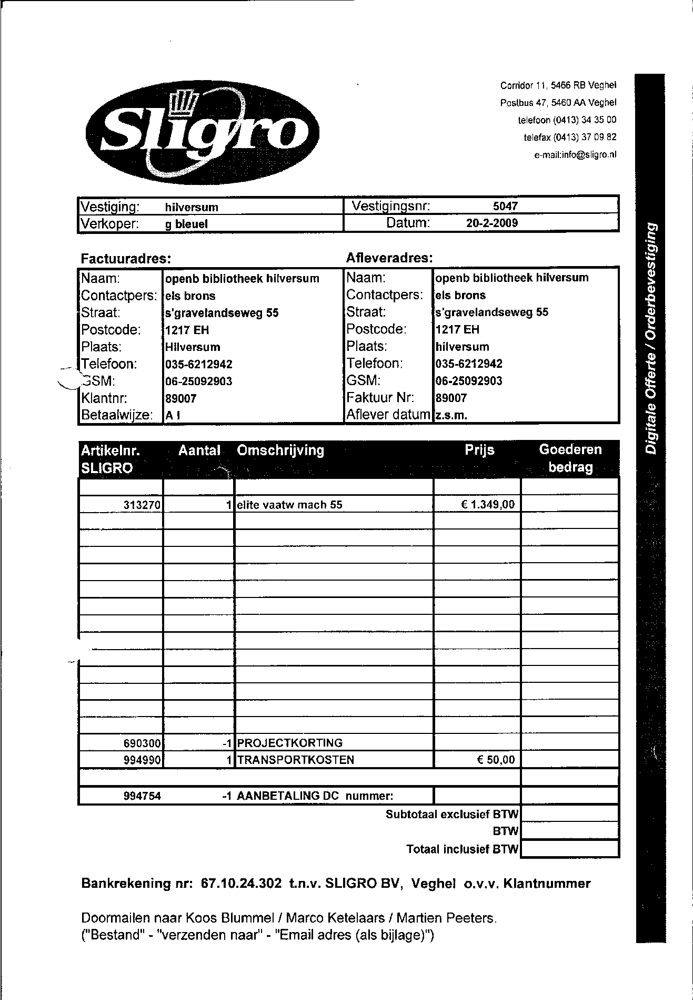 Sligro
Corridor 11, 5466 RB Veghel
Postbus 47, 5460 AA Veghel
telefoon (0413) 34 35 00
telefax (0413) 37 09 82
e-mail:info@sligro.nl
Vestiging: hilversum Vestigingsnr: 5047
Verkoper: g bleuel Datum: 20-2-2009
Factuuradres: Afleveradres:
Naam: openb bibliotheek hilversum Naam: openb bibliotheek hilversum
Contactpers: els brons Contactpers: els brons
Straat: s'gravelandseweg 55 Straat: s'gravelandseweg 55
Postcode: 1217 EH Postcode: 1217 EH
Plaats: Hilversum Plaats: hilversum
Telefoon: 035-6212942 Telefoon: 035-6212942
GSM: 06-25092903 GSM: 06-25092903
Klantnr: 89007 Faktuur Nr: 89007
Betaalwijze: A I Aflever datum z.s.m.
Artikelnr. Aantal Omschrijving Prijs Goederen
SLIGRO bedrag
313270 1 elite vaatw mach 55 € 1.349,00
690300 -1 PROJECTKORTING
994990 1 TRANSPORTKOSTEN € 50,00
994754 -1 AANBETALING DC nummer:
Subtotaal exclusief BTW
BTW
Totaal inclusief BTW
Bankrekening nr: 67.10.24.302 t.n.v. SLIGRO BV, Veghel o.v.v. Klantnummer
Doormailen naar Koos Blummel / Marco Ketelaars / Martien Peeters.
("Bestand" - "verzenden naar" - "Email adres (als bijlage)")
Digitale Offerte / Orderbevestiging